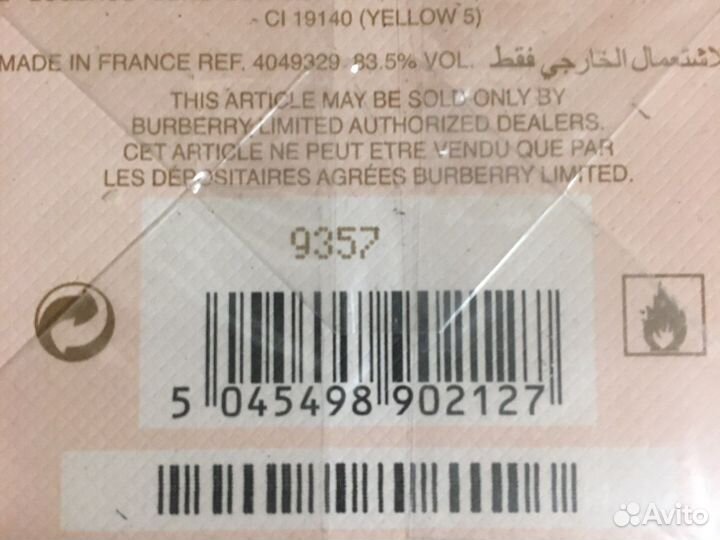 - CI 19140 (YELLOW 5)
MADE IN FRANCE REF. 4049329 83.5% VOL. الخارجي فقط
THIS ARTICLE MAY BE SOLD ONLY BY
BURBERRY LIMITED AUTHORIZED DEALERS.
CET ARTICLE NE PEUT ETRE VENDU QUE PAR
LES DÉPOSITAIRES AGRÉES BURBERRY LIMITED.
9357
5 045498 902127
Avito